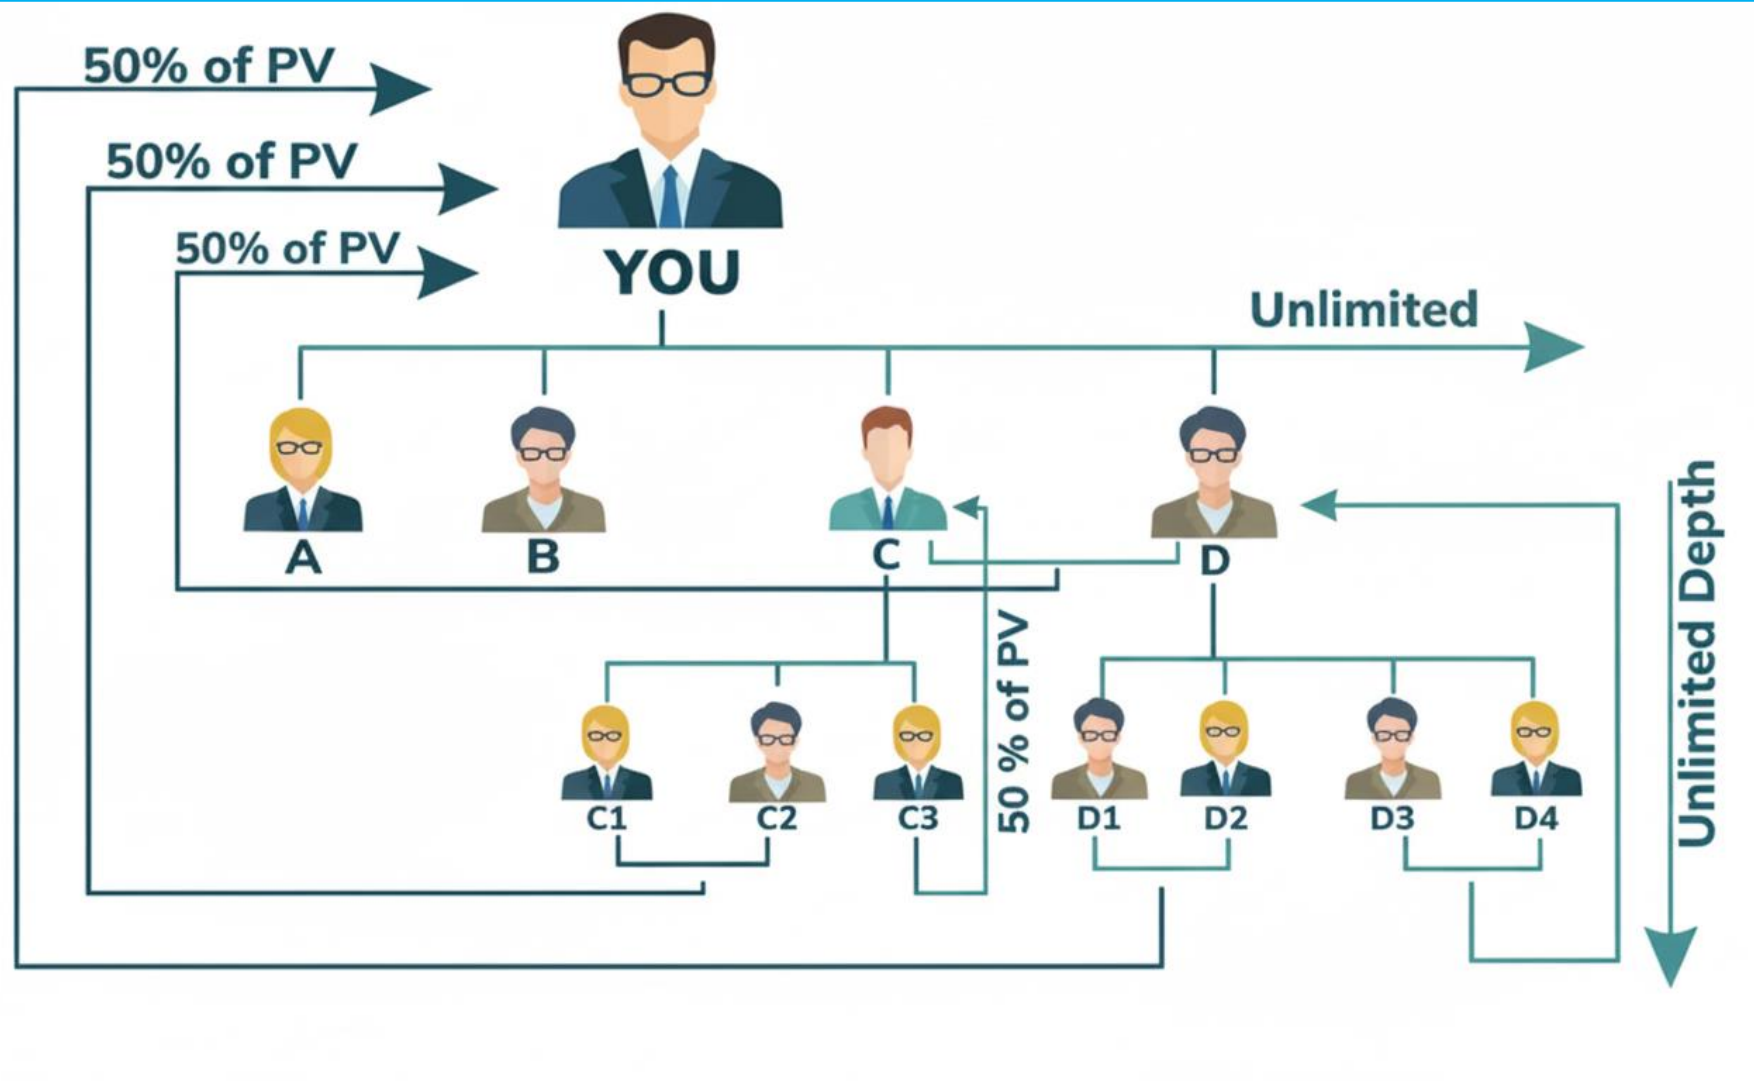 50% of PV
50% of PV
50% of PV
YOU
Unlimited
A
B
C
D
Unlimited Depth
50 % of PV
C1
C2
C3
D1
D2
D3
D4